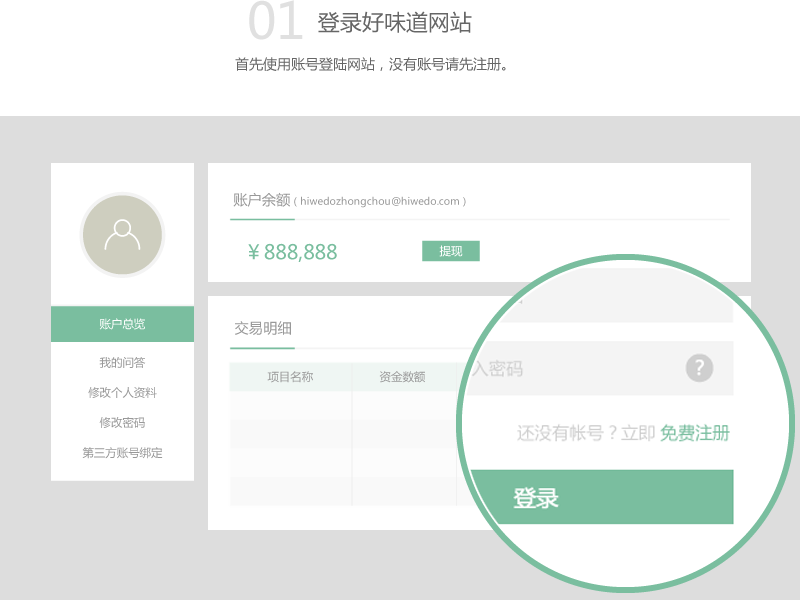 01 登录好味道网站
首先使用账号登陆网站，没有账号请先注册。
账户余额 ( hiwedozhongchou@hiwedo.com )
¥ 888,888
提现
账户总览
我的问答
修改个人资料
修改密码
第三方账号绑定
交易明细
项目名称 资金数额
入密码 ?
还没有帐号？立即 免费注册
登录